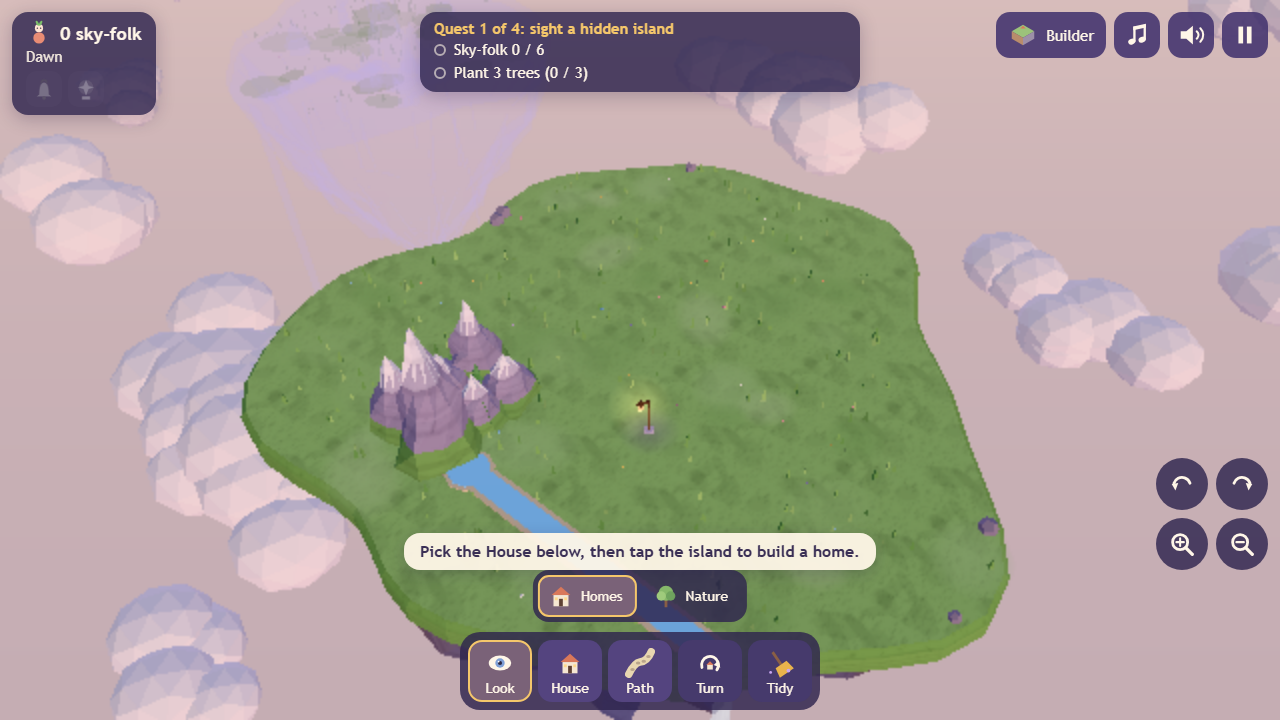 0 sky-folk
Dawn
Quest 1 of 4: sight a hidden island
Sky-folk 0 / 6
Plant 3 trees (0 / 3)
Builder
Pick the House below, then tap the island to build a home.
Homes
Nature
Look
House
Path
Turn
Tidy